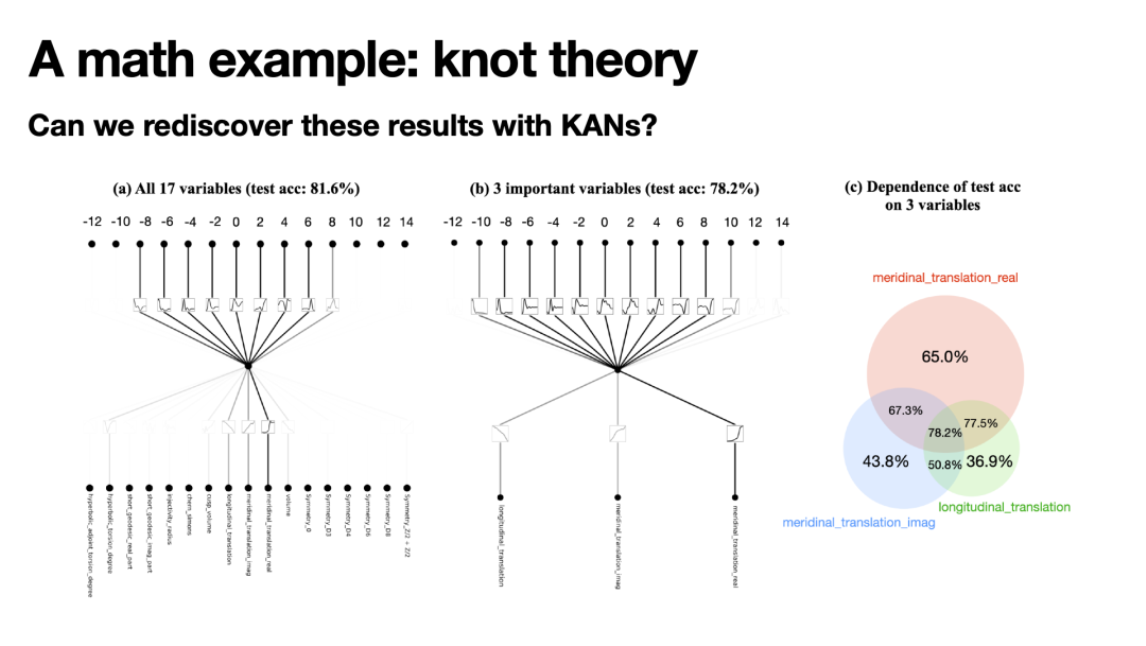 A math example: knot theory
Can we rediscover these results with KANs?
(a) All 17 variables (test acc: 81.6%)
-12 -10 -8 -6 -4 -2 0 2 4 6 8 10 12 14
hyperbolic_adjoint_torsion_degree
hyperbolic_torsion_degree
short_geodesic_real_part
short_geodesic_imag_part
injectivity_radius
chern_simons
cusp_volume
longitudinal_translation
meridinal_translation_imag
meridinal_translation_real
volume
Symmetry_0
Symmetry_D3
Symmetry_D4
Symmetry_D6
Symmetry_D8
Symmetry_Z/2 + Z/2
(b) 3 important variables (test acc: 78.2%)
-12 -10 -8 -6 -4 -2 0 2 4 6 8 10 12 14
longitudinal_translation
meridinal_translation_imag
meridinal_translation_real
(c) Dependence of test acc
on 3 variables
meridinal_translation_real
65.0%
67.3%
77.5%
78.2%
43.8%
50.8%
36.9%
longitudinal_translation
meridinal_translation_imag